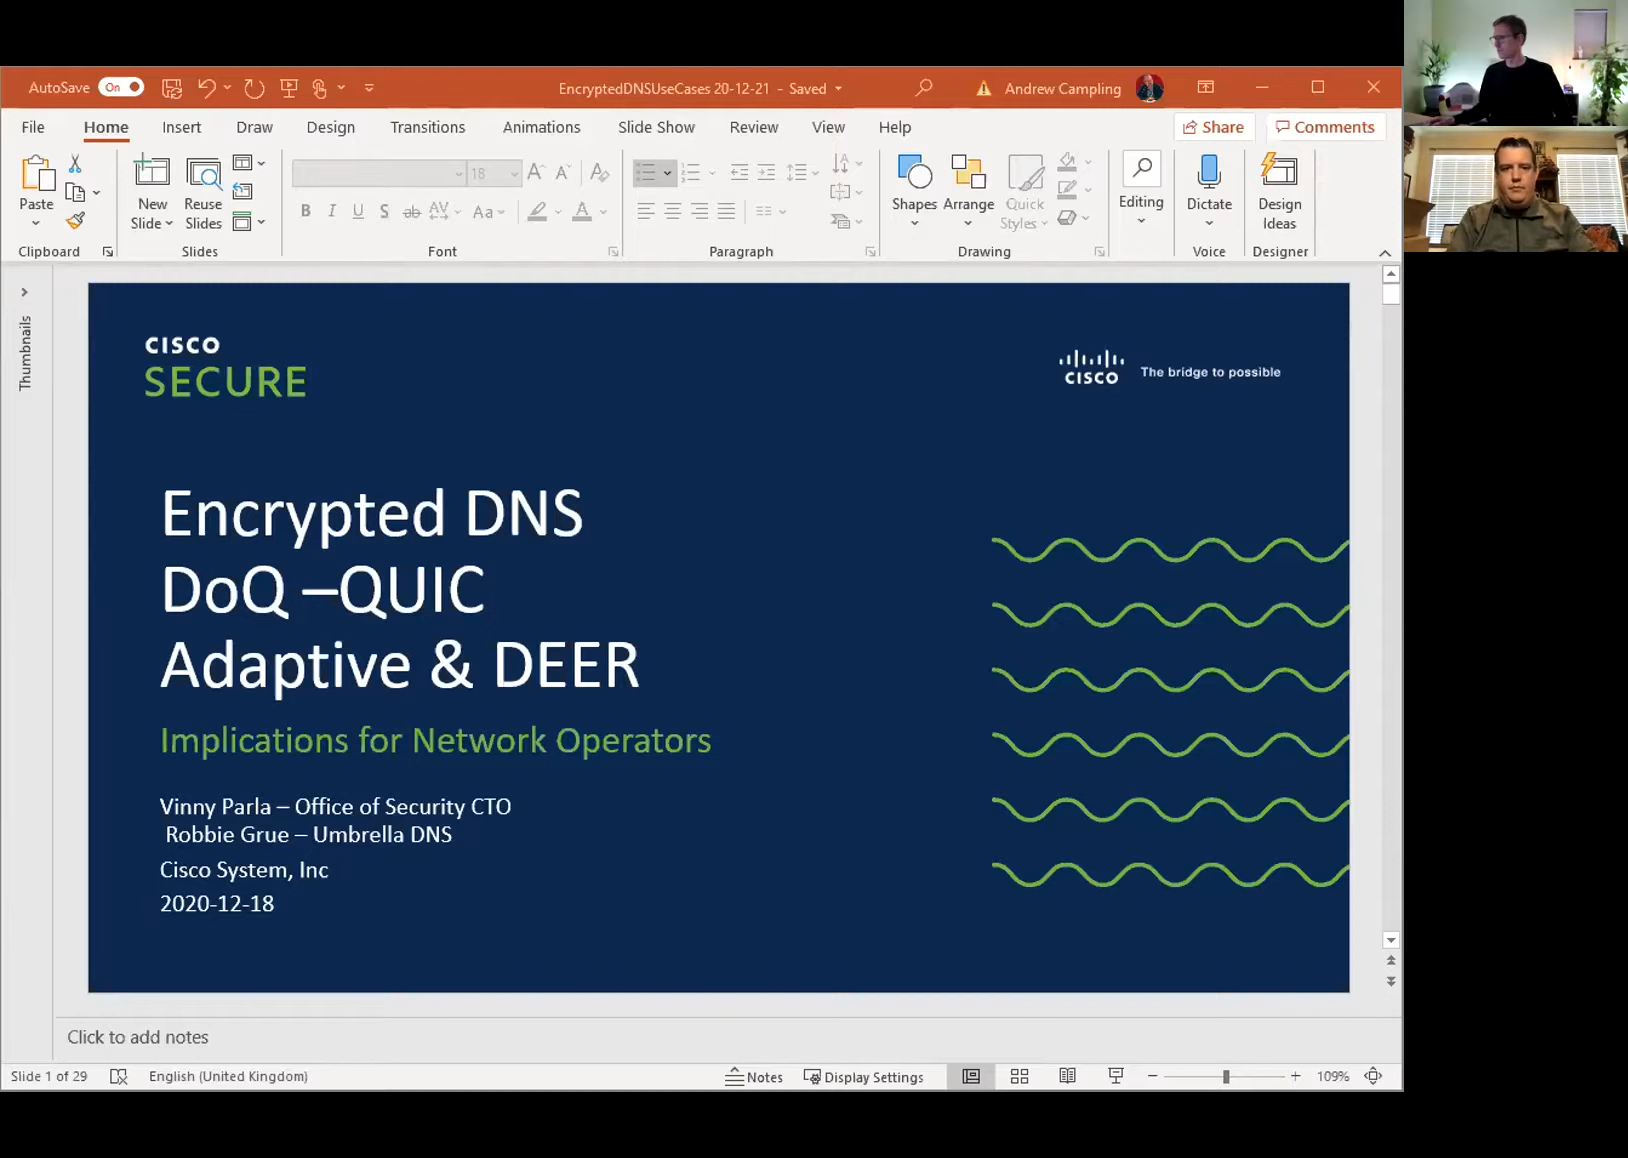 AutoSave On
EncryptedDNSUseCases 20-12-21 - Saved
Andrew Campling
File Home Insert Draw Design Transitions Animations Slide Show Review View Help
Share Comments
Paste
New Slide
Reuse Slides
18
B I U S ab AV Aa A
Shapes Arrange
Quick Styles
Editing
Dictate
Design Ideas
Clipboard Slides Font Paragraph Drawing Voice Designer
Thumbnails
CISCO
SECURE
CISCO The bridge to possible
Encrypted DNS
DoQ –QUIC
Adaptive & DEER
Implications for Network Operators
Vinny Parla – Office of Security CTO
Robbie Grue – Umbrella DNS
Cisco System, Inc
2020-12-18
Click to add notes
Slide 1 of 29 English (United Kingdom) Notes Display Settings 109%